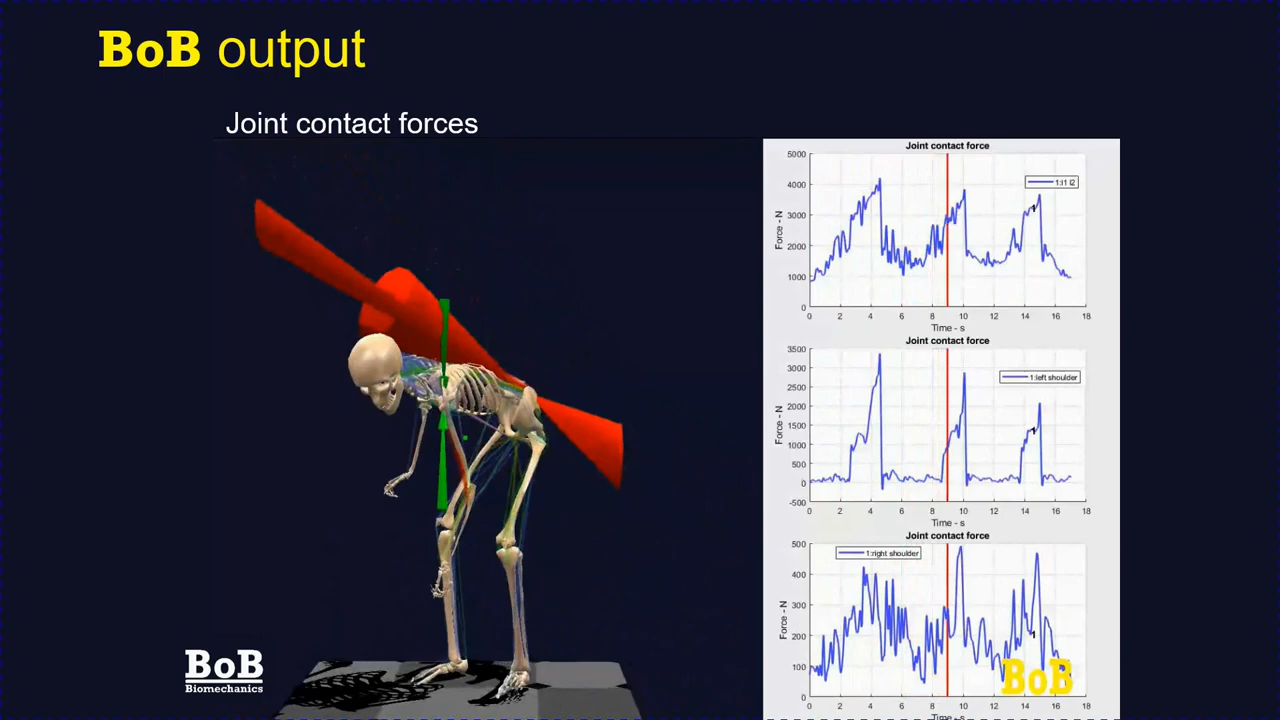 BoB output
Joint contact forces
Joint contact force
5000
4000
3000
2000
1000
0
Force - N
1:l1 l2
1
0 2 4 6 8 10 12 14 16 18
Time - s
Joint contact force
3500
3000
2500
2000
1500
1000
500
0
-500
Force - N
1:left shoulder
1
0 2 4 6 8 10 12 14 16 18
Time - s
Joint contact force
500
400
300
200
100
0
Force - N
1:right shoulder
1
0 2 4 6 8 10 12 14 16 18
Time - s
BoB
BoB
Biomechanics